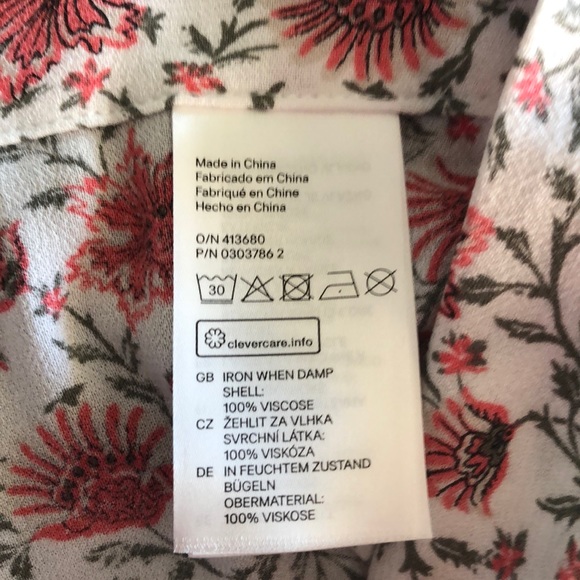 Made in China
Fabricado em China
Fabriqué en Chine
Hecho en China
O/N 413680
P/N 0303786 2
30
clevercare.info
GB IRON WHEN DAMP
SHELL:
100% VISCOSE
CZ ŽEHLIT ZA VLHKA
SVRCHNÍ LÁTKA:
100% VISKÓZA
DE IN FEUCHTEM ZUSTAND
BÜGELN
OBERMATERIAL:
100% VISKOSE